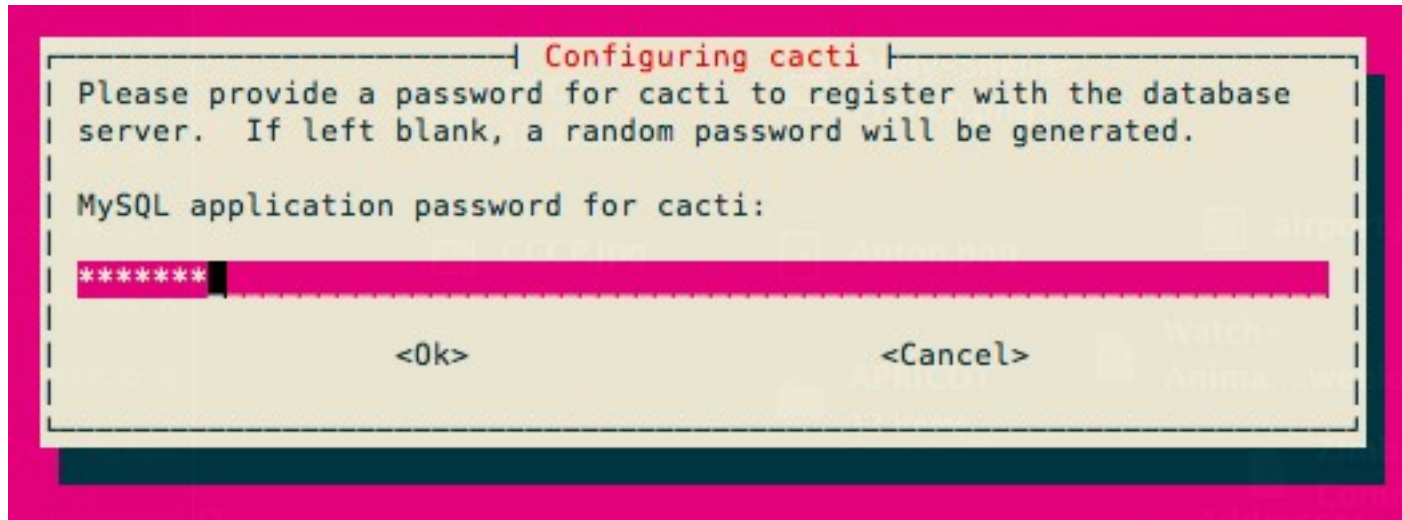 Configuring cacti
Please provide a password for cacti to register with the database
server. If left blank, a random password will be generated.
MySQL application password for cacti:
*******
<Ok> <Cancel>